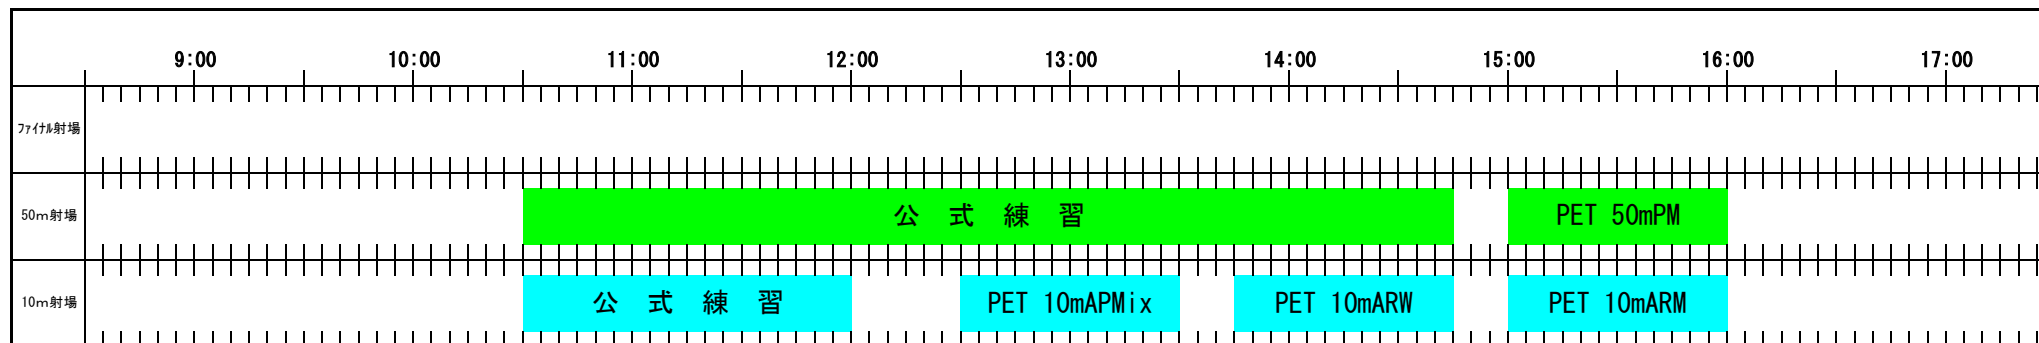 9:00 10:00 11:00 12:00 13:00 14:00 15:00 16:00 17:00
ﾌｧｲﾅﾙ射場
50m射場 公 式 練 習 PET 50mPM
10m射場 公 式 練 習 PET 10mAPMix PET 10mARW PET 10mARM